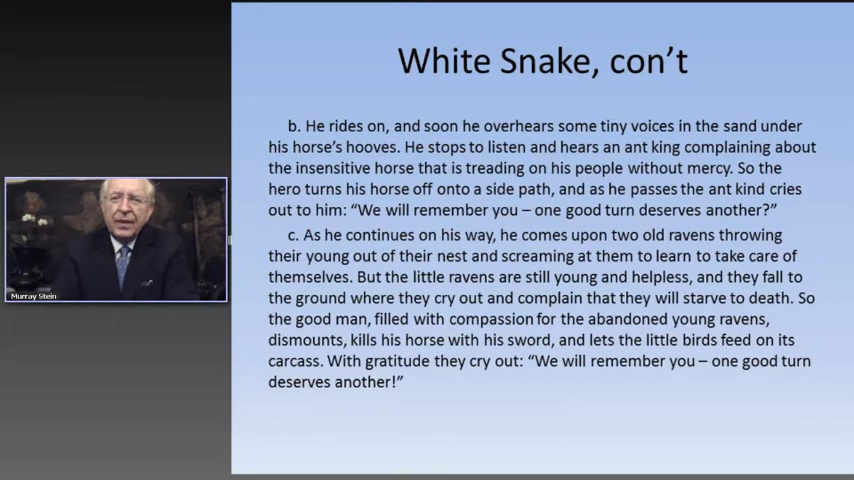 White Snake, con’t
b. He rides on, and soon he overhears some tiny voices in the sand under
his horse’s hooves. He stops to listen and hears an ant king complaining about
the insensitive horse that is treading on his people without mercy. So the
hero turns his horse off onto a side path, and as he passes the ant kind cries
out to him: “We will remember you – one good turn deserves another?”
c. As he continues on his way, he comes upon two old ravens throwing
their young out of their nest and screaming at them to learn to take care of
themselves. But the little ravens are still young and helpless, and they fall to
the ground where they cry out and complain that they will starve to death. So
the good man, filled with compassion for the abandoned young ravens,
dismounts, kills his horse with his sword, and lets the little birds feed on its
carcass. With gratitude they cry out: “We will remember you – one good turn
deserves another!”
Murray Stein